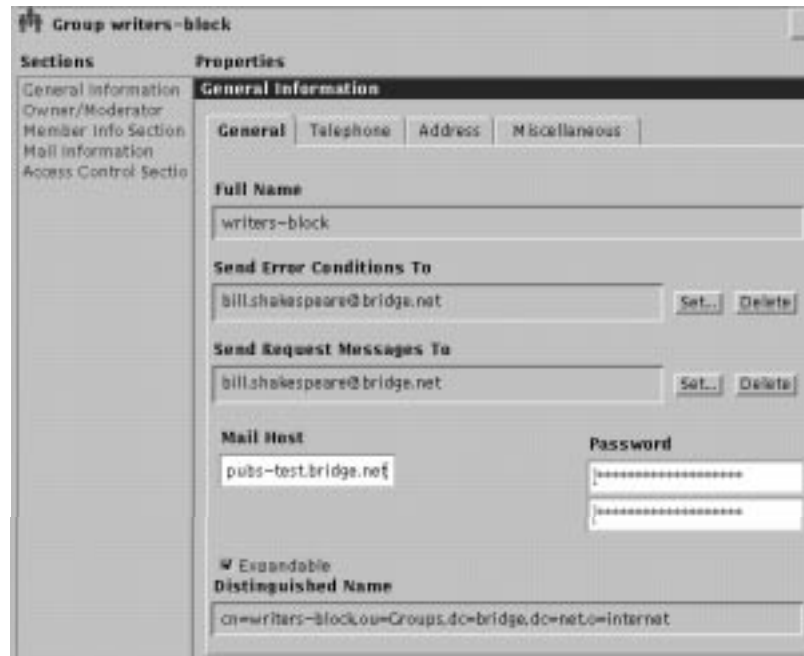 Group writers-block
Sections
Properties
General Information
Owner/Moderator
Member Info Section
Mail Information
Access Control Sectio
General Information
General Telephone Address Miscellaneous
Full Name
writers-block
Send Error Conditions To
bill.shakespeare@bridge.net
Set... Delete
Send Request Messages To
bill.shakespeare@bridge.net
Set... Delete
Mail Host
Password
pubs-test.bridge.net
*******************
*******************
Expandable
Distinguished Name
cn=writers-block,ou=Groups,dc=bridge,dc=net,o=internet